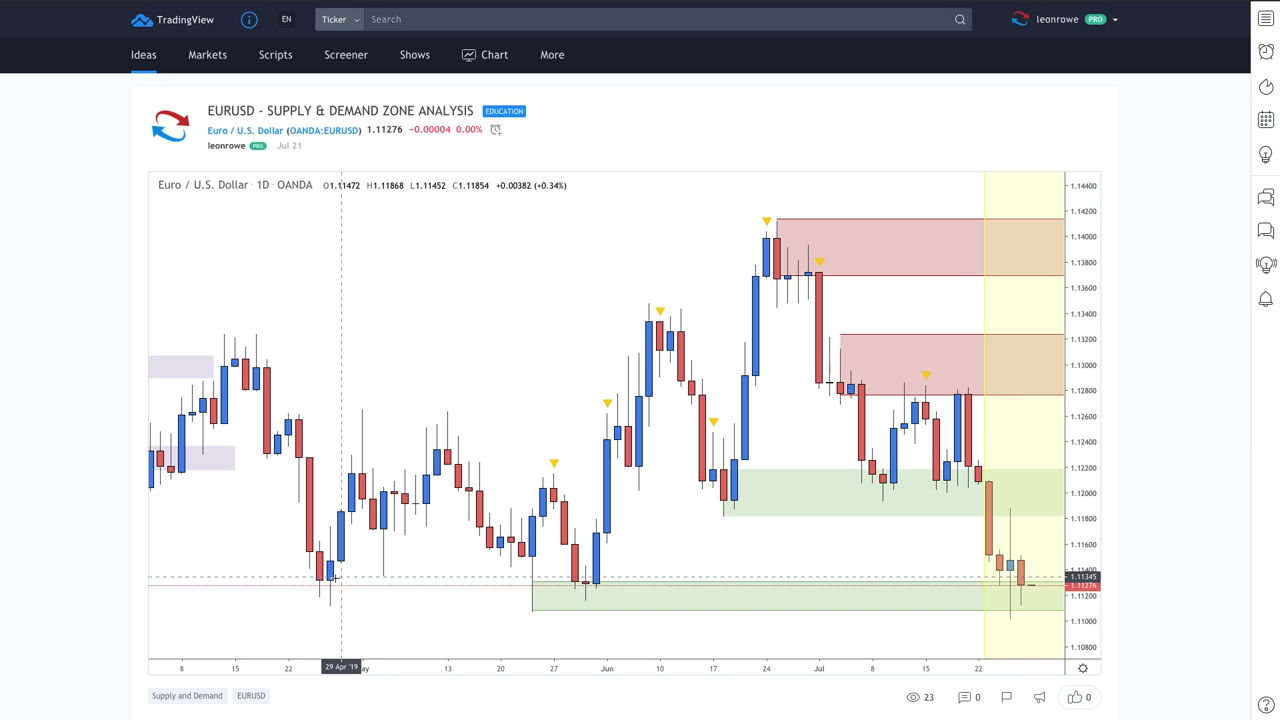 TradingView
EN
Ticker
Search
leonrowe PRO
Ideas
Markets
Scripts
Screener
Shows
Chart
More
EURUSD - SUPPLY & DEMAND ZONE ANALYSIS EDUCATION
Euro / U.S. Dollar (OANDA:EURUSD) 1.11276 −0.00004 0.00%
leonrowe PRO Jul 21
Euro / U.S. Dollar · 1D · OANDA O1.11472 H1.11868 L1.11452 C1.11854 +0.00382 (+0.34%)
1.14400
1.14200
1.14000
1.13800
1.13600
1.13400
1.13200
1.13000
1.12800
1.12600
1.12400
1.12200
1.12000
1.11800
1.11600
1.11400
1.11345
1.11276
1.11200
1.11000
1.10800
8 15 22 29 Apr '19 ay 13 20 27 Jun 10 17 24 Jul 8 15 22
Supply and Demand
EURUSD
23
0
0